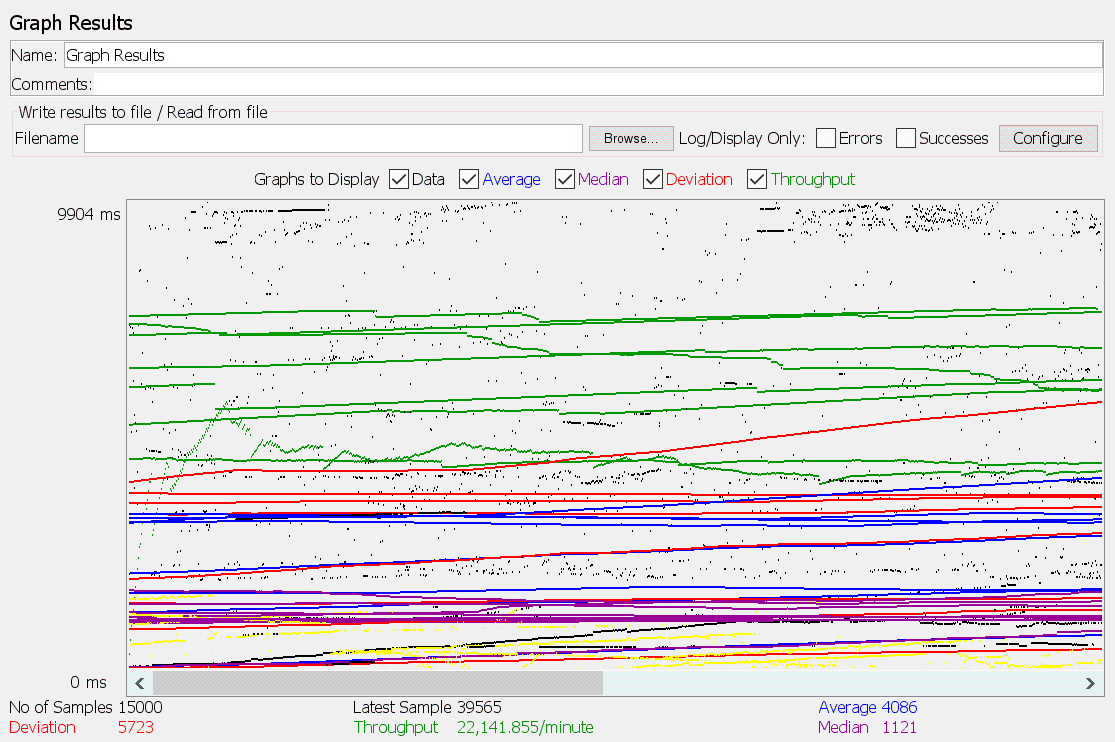 Graph Results
Name: Graph Results
Comments:
Write results to file / Read from file
Filename Browse... Log/Display Only: Errors Successes Configure
Graphs to Display Data Average Median Deviation Throughput
9904 ms
0 ms
No of Samples 15000 Latest Sample 39565 Average 4086
Deviation 5723 Throughput 22,141.855/minute Median 1121